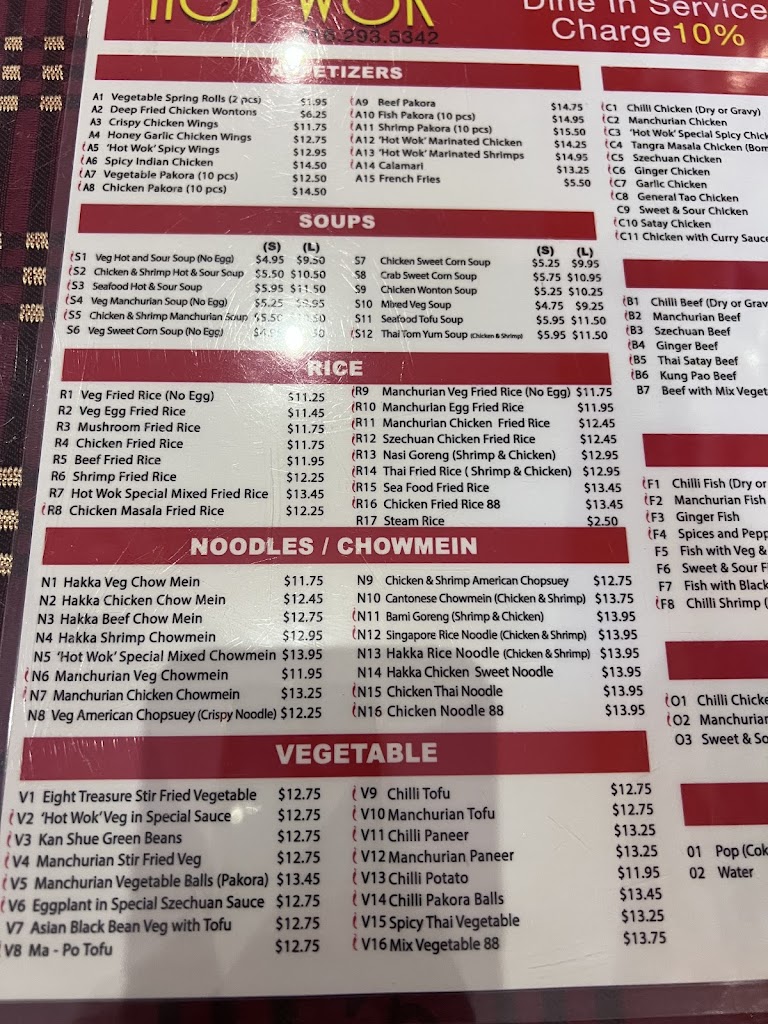 HOT WOK
293.5342
Dine In Service
Charge 10%
APPETIZERS
A1 Vegetable Spring Rolls (2 pcs) $1.95
A2 Deep Fried Chicken Wontons $6.25
A3 Crispy Chicken Wings $11.75
A4 Honey Garlic Chicken Wings $12.75
A5 'Hot Wok' Spicy Wings $12.95
A6 Spicy Indian Chicken $14.50
A7 Vegetable Pakora (10 pcs) $12.50
A8 Chicken Pakora (10 pcs) $14.50
A9 Beef Pakora $14.75
A10 Fish Pakora (10 pcs) $14.95
A11 Shrimp Pakora (10 pcs) $15.50
A12 'Hot Wok' Marinated Chicken $14.25
A13 'Hot Wok' Marinated Shrimps $14.95
A14 Calamari $13.25
A15 French Fries $5.50
SOUPS
(S) (L)
S1 Veg Hot and Sour Soup (No Egg) $4.95 $9.50
S2 Chicken & Shrimp Hot & Sour Soup $5.50 $10.50
S3 Seafood Hot & Sour Soup $5.95 $11.50
S4 Veg Manchurian Soup (No Egg) $5.25 $9.95
S5 Chicken & Shrimp Manchurian Soup $5.50
S6 Veg Sweet Corn Soup (No Egg)
(S) (L)
S7 Chicken Sweet Corn Soup $5.25 $9.95
S8 Crab Sweet Corn Soup $5.75 $10.95
S9 Chicken Wonton Soup $5.25 $10.25
S10 Mixed Veg Soup $4.75 $9.25
S11 Seafood Tofu Soup $5.95 $11.50
S12 Thai Tom Yum Soup (Chicken & Shrimp) $5.95 $11.50
RICE
R1 Veg Fried Rice (No Egg) $11.25
R2 Veg Egg Fried Rice $11.45
R3 Mushroom Fried Rice $11.75
R4 Chicken Fried Rice $11.75
R5 Beef Fried Rice $11.95
R6 Shrimp Fried Rice $12.25
R7 Hot Wok Special Mixed Fried Rice $13.45
R8 Chicken Masala Fried Rice $12.25
R9 Manchurian Veg Fried Rice (No Egg) $11.75
R10 Manchurian Egg Fried Rice $11.95
R11 Manchurian Chicken Fried Rice $12.45
R12 Szechuan Chicken Fried Rice $12.45
R13 Nasi Goreng (Shrimp & Chicken) $12.95
R14 Thai Fried Rice ( Shrimp & Chicken) $12.95
R15 Sea Food Fried Rice $13.45
R16 Chicken Fried Rice 88 $13.45
R17 Steam Rice $2.50
NOODLES / CHOWMEIN
N1 Hakka Veg Chow Mein $11.75
N2 Hakka Chicken Chow Mein $12.45
N3 Hakka Beef Chow Mein $12.75
N4 Hakka Shrimp Chowmein $12.95
N5 'Hot Wok' Special Mixed Chowmein $13.95
N6 Manchurian Veg Chowmein $11.95
N7 Manchurian Chicken Chowmein $13.25
N8 Veg American Chopsuey (Crispy Noodle) $12.25
N9 Chicken & Shrimp American Chopsuey $12.75
N10 Cantonese Chowmein (Chicken & Shrimp) $13.75
N11 Bami Goreng (Shrimp & Chicken) $13.95
N12 Singapore Rice Noodle (Chicken & Shrimp) $13.95
N13 Hakka Rice Noodle (Chicken & Shrimp) $13.95
N14 Hakka Chicken Sweet Noodle $13.95
N15 Chicken Thai Noodle $13.95
N16 Chicken Noodle 88 $13.95
VEGETABLE
V1 Eight Treasure Stir Fried Vegetable $12.75
V2 'Hot Wok' Veg in Special Sauce $12.75
V3 Kan Shue Green Beans $12.75
V4 Manchurian Stir Fried Veg $12.75
V5 Manchurian Vegetable Balls (Pakora) $13.45
V6 Eggplant in Special Szechuan Sauce $12.75
V7 Asian Black Bean Veg with Tofu $12.75
V8 Ma - Po Tofu $12.75
V9 Chilli Tofu $12.75
V10 Manchurian Tofu $12.75
V11 Chilli Paneer $13.25
V12 Manchurian Paneer $13.25
V13 Chilli Potato $11.95
V14 Chilli Pakora Balls $13.45
V15 Spicy Thai Vegetable $13.25
V16 Mix Vegetable 88 $13.75
C1 Chilli Chicken (Dry or Gravy)
C2 Manchurian Chicken
C3 'Hot Wok' Special Spicy Chick
C4 Tangra Masala Chicken (Bom
C5 Szechuan Chicken
C6 Ginger Chicken
C7 Garlic Chicken
C8 General Tao Chicken
C9 Sweet & Sour Chicken
C10 Satay Chicken
C11 Chicken with Curry Sauce
B1 Chilli Beef (Dry or Grav
B2 Manchurian Beef
B3 Szechuan Beef
B4 Ginger Beef
B5 Thai Satay Beef
B6 Kung Pao Beef
B7 Beef with Mix Veget
F1 Chilli Fish (Dry or
F2 Manchurian Fish
F3 Ginger Fish
F4 Spices and Pepp
F5 Fish with Veg &
F6 Sweet & Sour F
F7 Fish with Black
F8 Chilli Shrimp (
O1 Chilli Chicke
O2 Manchurian
O3 Sweet & So
01 Pop (Cok
02 Water